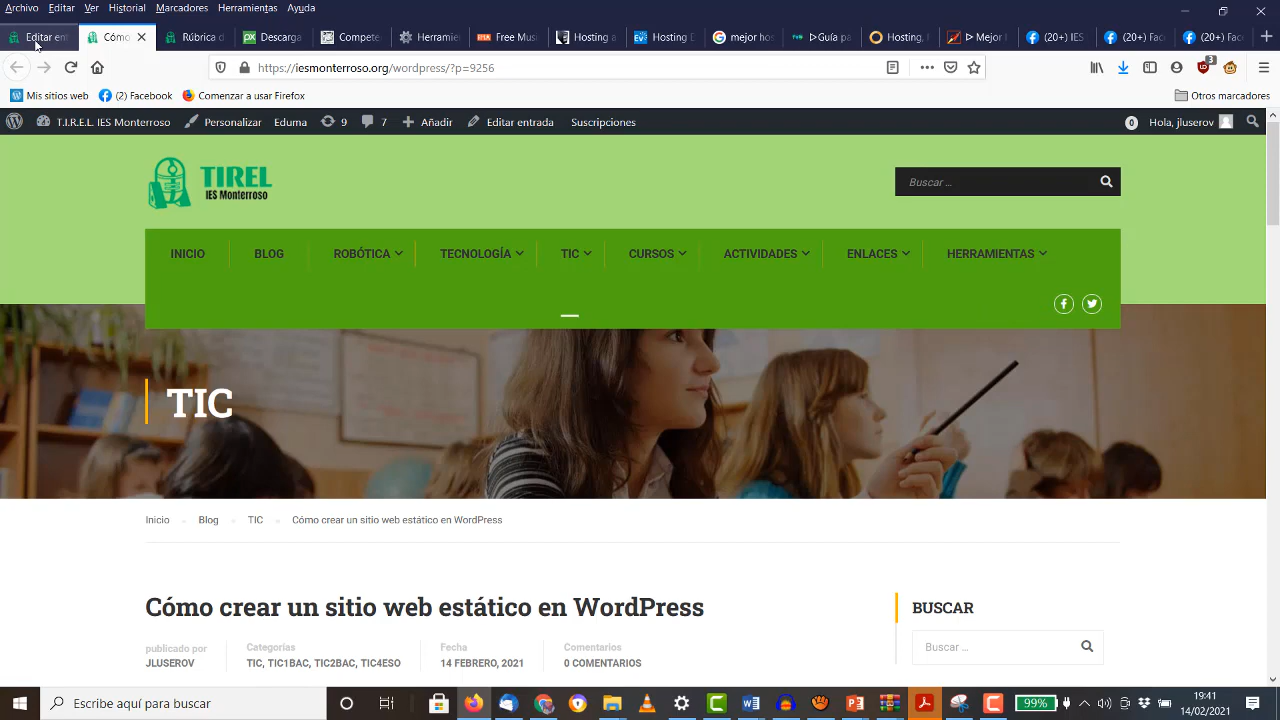 Archivo Editar Ver Historial Marcadores Herramientas Ayuda
Editar en Cómo Rúbrica d Descarga Compete Herramie Free Musi Hosting a Hosting E mejor hos ▷Guía pa Hosting, ▷ Mejor l (20+) IES (20+) Fac (20+) Fac
https://iesmonterroso.org/wordpress/?p=9256
3
Mis sitios web (2) Facebook Comenzar a usar Firefox Otros marcadores
T.I.R.E.L. IES Monterroso Personalizar Eduma 9 7 Añadir Editar entrada Suscripciones 0 Hola, jluserov
TIREL
IES Monterroso
Buscar ...
INICIO BLOG ROBÓTICA TECNOLOGÍA TIC CURSOS ACTIVIDADES ENLACES HERRAMIENTAS
TIC
Inicio Blog TIC Cómo crear un sitio web estático en WordPress
Cómo crear un sitio web estático en WordPress
publicado por Categorias Fecha Comentarios
JLUSEROV TIC, TIC1BAC, TIC2BAC, TIC4ESO 14 FEBRERO, 2021 0 COMENTARIOS
BUSCAR
Buscar ...
Escribe aquí para buscar
99%
19:41
14/02/2021